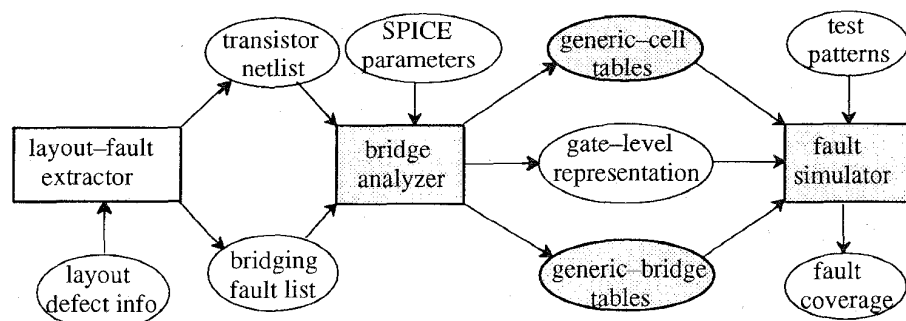 transistor
netlist
SPICE
parameters
generic–cell
tables
test
patterns
layout–fault
extractor
bridge
analyzer
gate–level
representation
fault
simulator
layout
defect info
bridging
fault list
generic–bridge
tables
fault
coverage